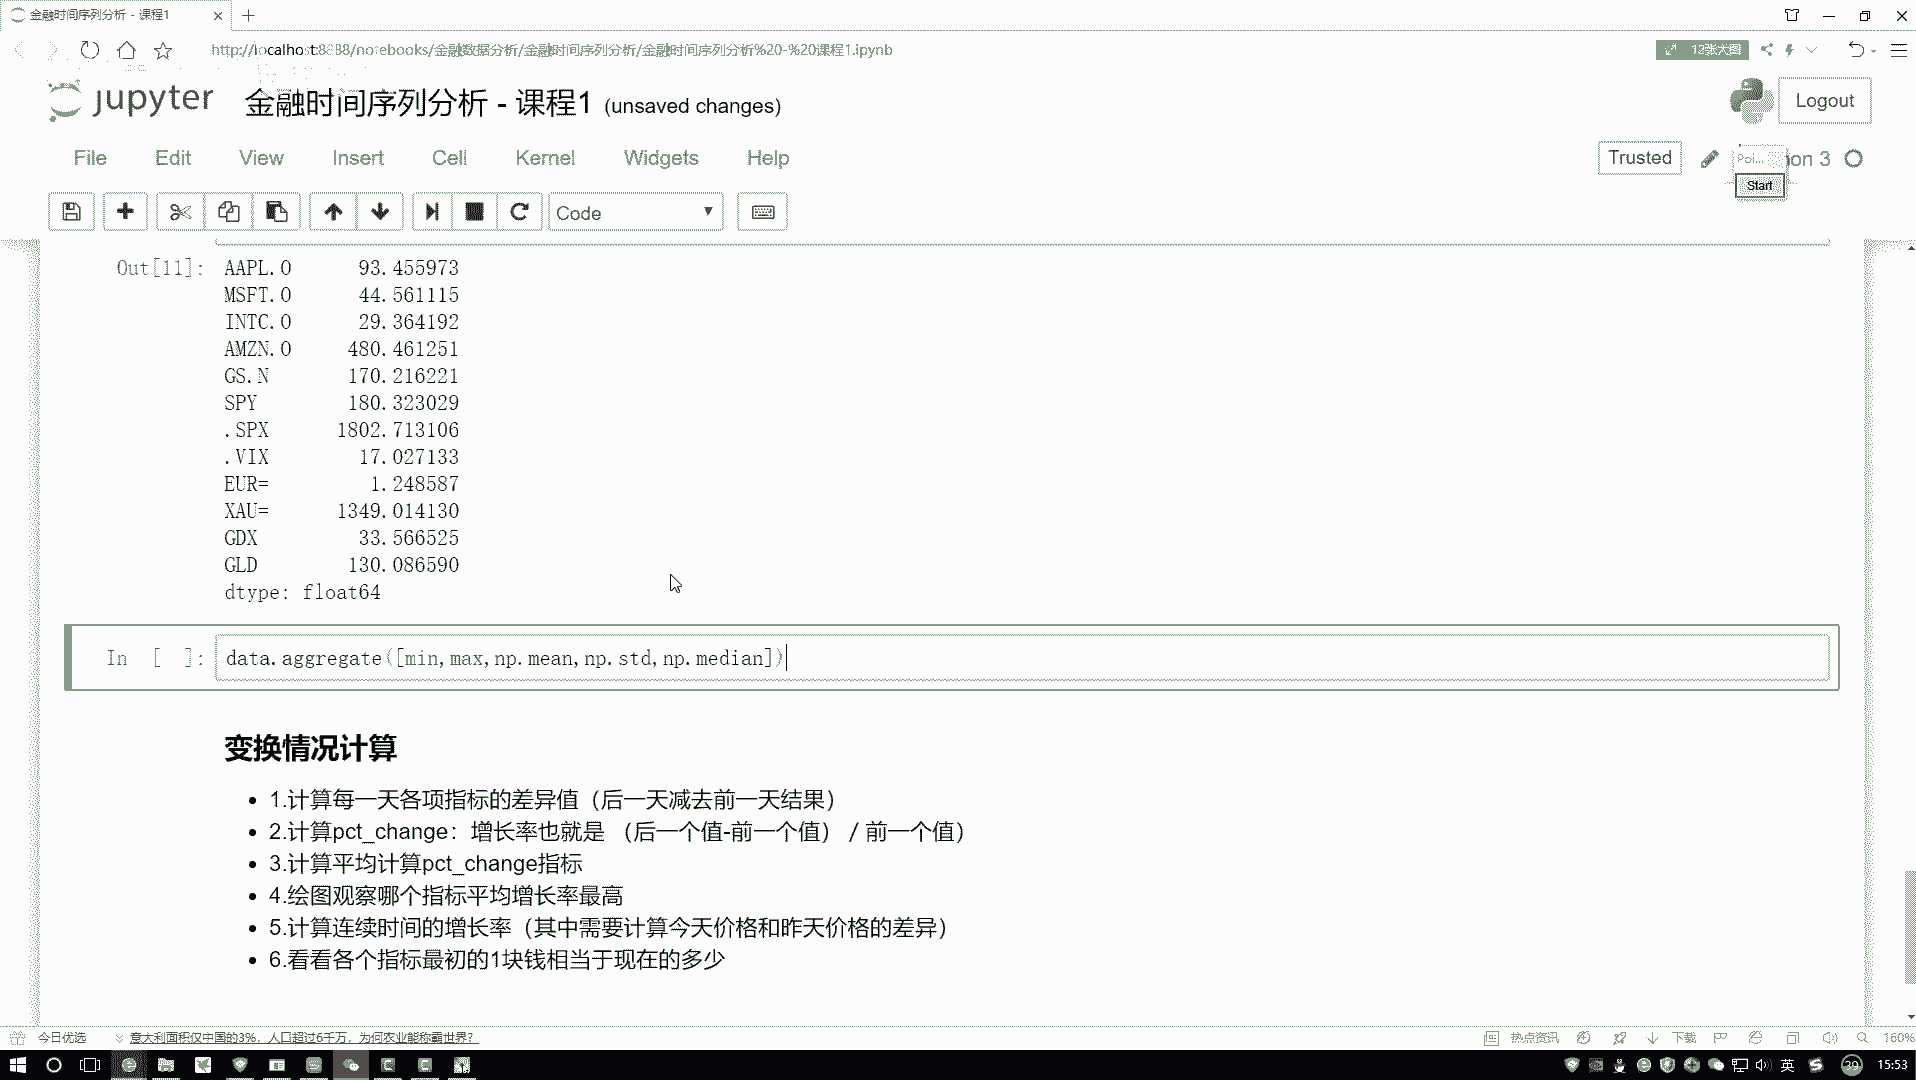 金融时间序列分析 - 课程1
http://localhost:8888/notebooks/金融数据分析/金融时间序列分析/金融时间序列分析%20-%20课程1.ipynb
12张大图
jupyter 金融时间序列分析 - 课程1 (unsaved changes)
Logout
File Edit View Insert Cell Kernel Widgets Help
Trusted
Poi... on 3
Start
Code
Out[11]: AAPL.O 93.455973
MSFT.O 44.561115
INTC.O 29.364192
AMZN.O 480.461251
GS.N 170.216221
SPY 180.323029
.SPX 1802.713106
.VIX 17.027133
EUR= 1.248587
XAU= 1349.014130
GDX 33.566525
GLD 130.086590
dtype: float64
In [ ]: data.aggregate([min,max,np.mean,np.std,np.median])
变换情况计算
• 1.计算每一天各项指标的差异值（后一天减去前一天结果）
• 2.计算pct_change：增长率也就是 （后一个值-前一个值） / 前一个值）
• 3.计算平均计算pct_change指标
• 4.绘图观察哪个指标平均增长率最高
• 5.计算连续时间的增长率（其中需要计算今天价格和昨天价格的差异）
• 6.看看各个指标最初的1块钱相当于现在的多少
今日优选
意大利面积仅中国的3%，人口超过6千万，为何农业能称霸世界？
热点资讯
下载
160%
英
39
15:53